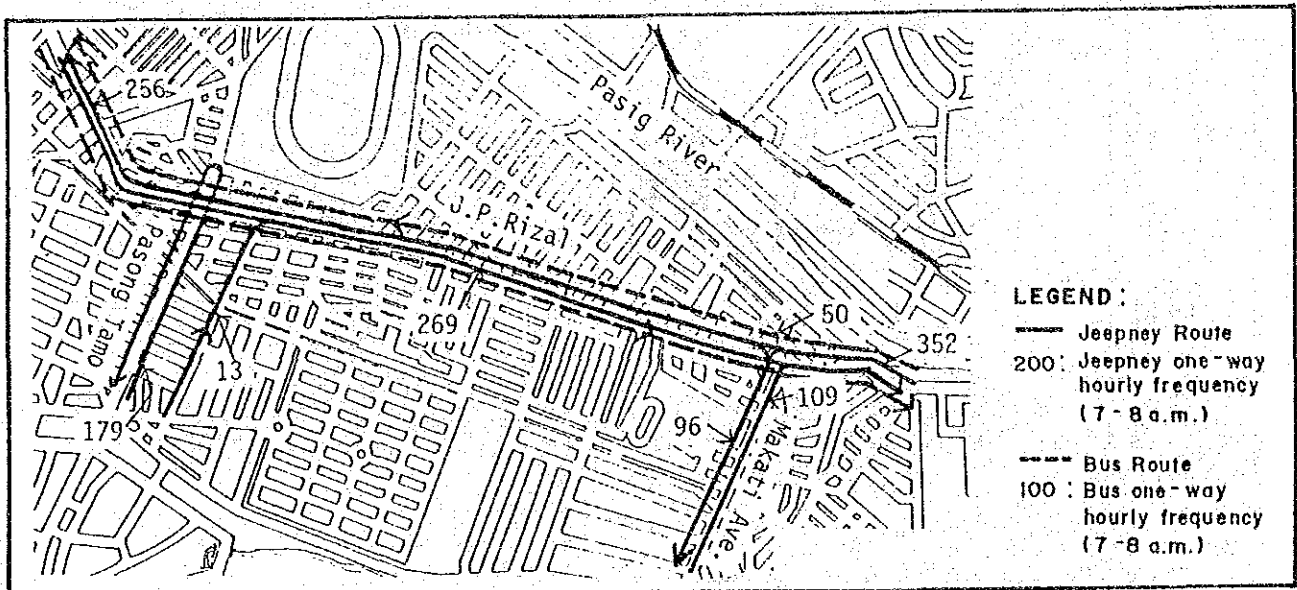 256
Pasig River
J.P.Rizal
Pasong Tamo
269
50
352
13
109
96
Makati Ave.
179
LEGEND :
Jeepney Route
200: Jeepney one-way
hourly frequency
(7-8 a.m.)
Bus Route
100 : Bus one-way
hourly frequency
(7-8 a.m.)